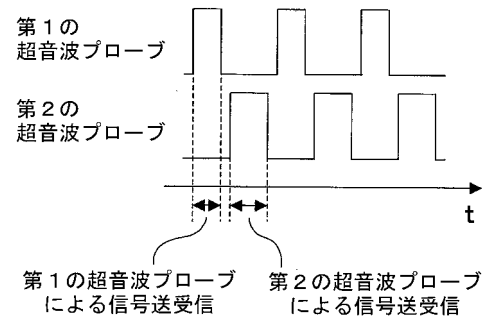 第1の
超音波プローブ
第2の
超音波プローブ
t
第1の超音波プローブ
による信号送受信
第2の超音波プローブ
による信号送受信